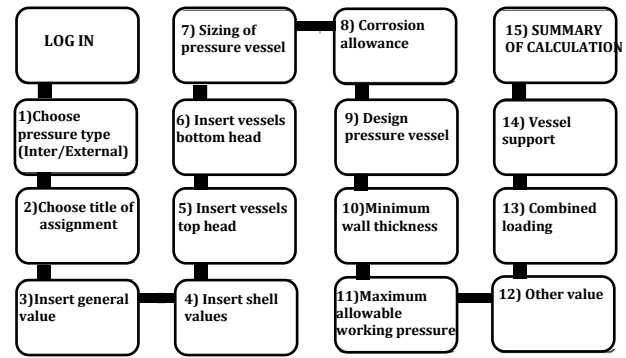 LOG IN
1)Choose
pressure type
(Inter/External)
2)Choose title of
assignment
3)Insert general
value
4) Insert shell
values
5) Insert vessels
top head
6) Insert vessels
bottom head
7) Sizing of
pressure vessel
8) Corrosion
allowance
9) Design
pressure vessel
10)Minimum
wall thickness
11)Maximum
allowable
working pressure
12) Other value
13) Combined
loading
14) Vessel
support
15) SUMMARY
OF CALCULATION